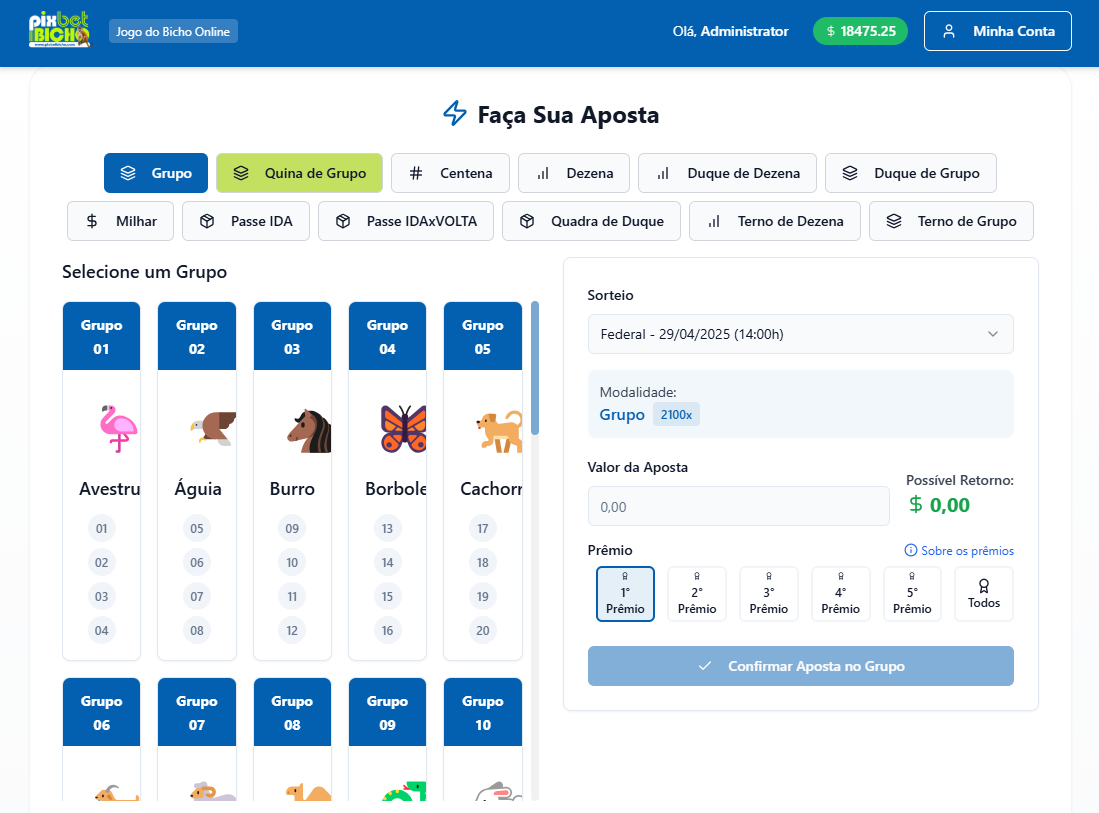 pixbet
BICHO
www.pixbetbicho.com
Jogo do Bicho Online
Olá, Administrator
$ 18475.25
Minha Conta
Faça Sua Aposta
Grupo
Quina de Grupo
# Centena
Dezena
Duque de Dezena
Duque de Grupo
$ Milhar
Passe IDA
Passe IDAxVOLTA
Quadra de Duque
Terno de Dezena
Terno de Grupo
Selecione um Grupo
Grupo
01
Avestru
01
02
03
04
Grupo
02
Águia
05
06
07
08
Grupo
03
Burro
09
10
11
12
Grupo
04
Borbole
13
14
15
16
Grupo
05
Cachorr
17
18
19
20
Grupo
06
Grupo
07
Grupo
08
Grupo
09
Grupo
10
Sorteio
Federal - 29/04/2025 (14:00h)
Modalidade:
Grupo 2100x
Valor da Aposta
0,00
Possível Retorno:
$ 0,00
Prêmio
Sobre os prêmios
1°
Prêmio
2°
Prêmio
3°
Prêmio
4°
Prêmio
5°
Prêmio
Todos
Confirmar Aposta no Grupo